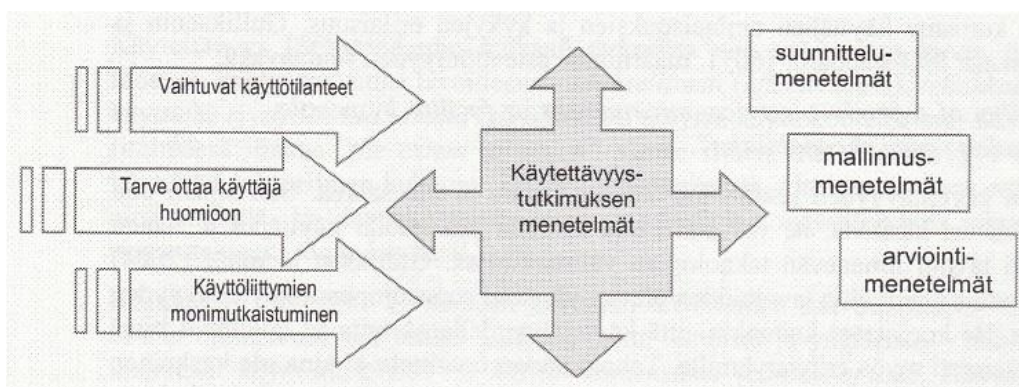 Vaihtuvat käyttötilanteet
Tarve ottaa käyttäjä
huomioon
Käyttöliittymien
monimutkaistuminen
Käytettävyys-
tutkimuksen
menetelmät
suunnittelu-
menetelmät
mallinnus-
menetelmät
arviointi-
menetelmät